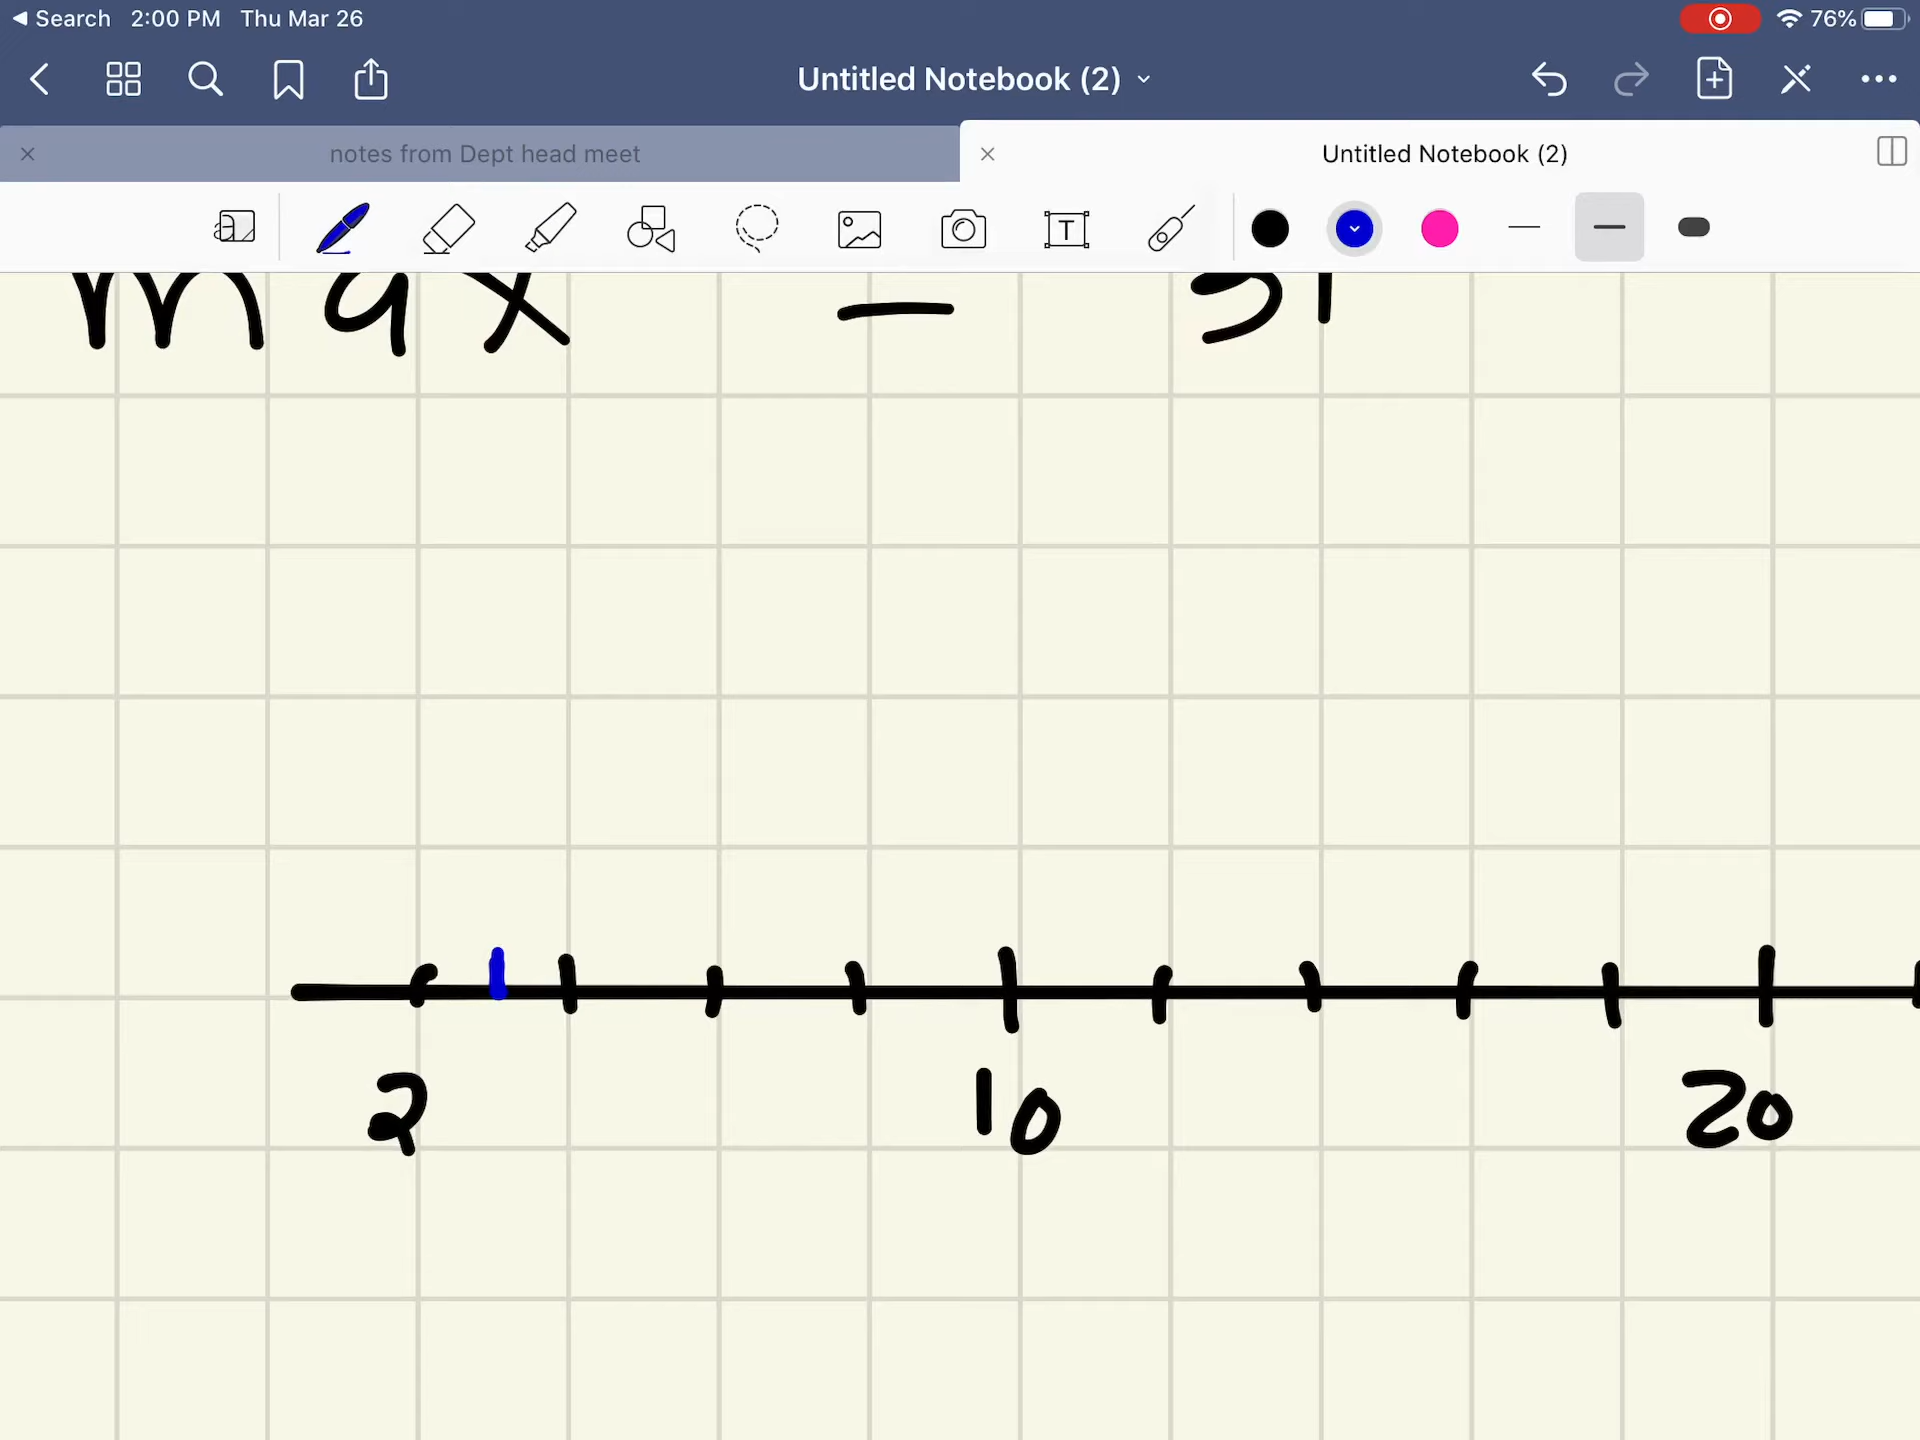 Search 2:00 PM Thu Mar 26 76%
Untitled Notebook (2)
notes from Dept head meet Untitled Notebook (2)
max - 31
2 10 20